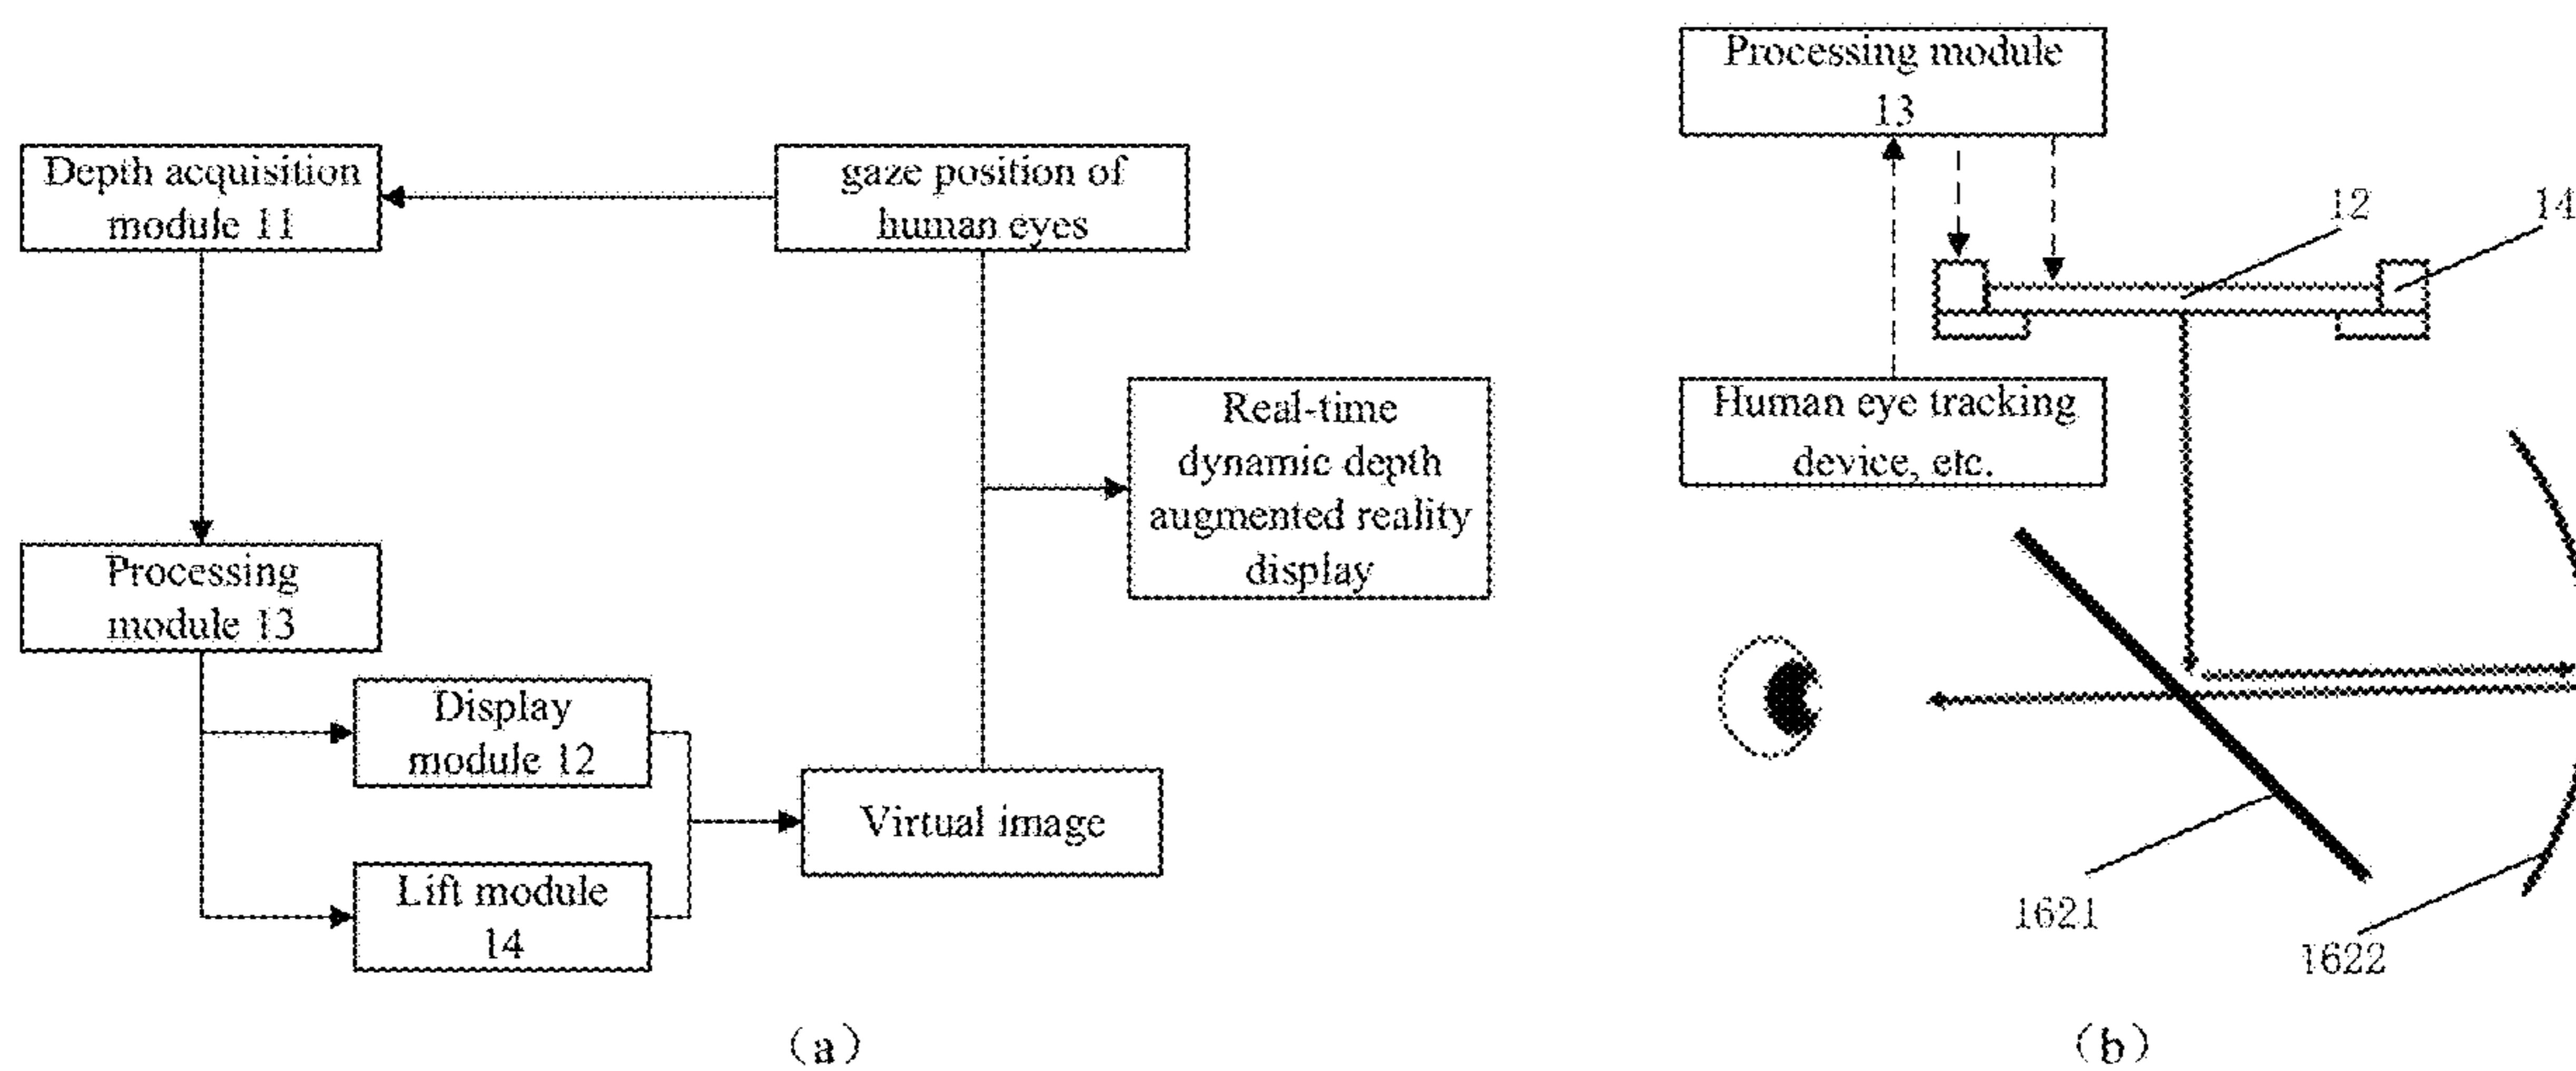 Depth acquisition
module 11
gaze position of
human eyes
Real-time
dynamic depth
augmented reality
display
Processing
module 13
Display
module 12
Lift module
14
Virtual image
(a)
Processing module
13
12
14
Human eye tracking
device, etc.
1621
1622
(b)